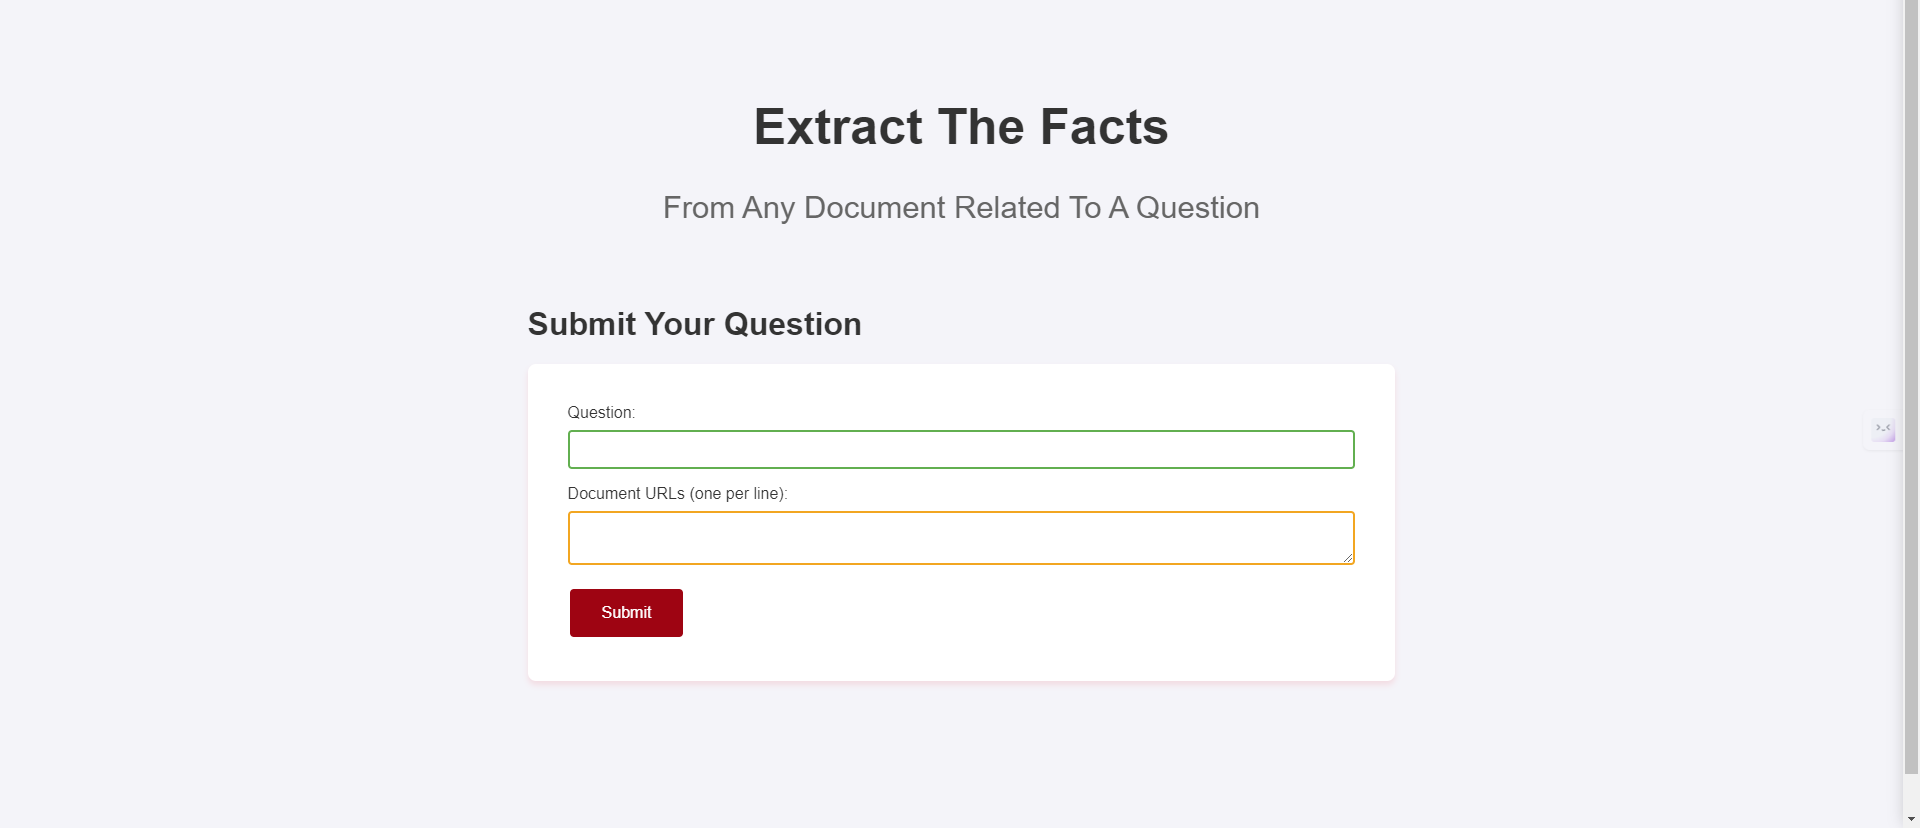 Extract The Facts
From Any Document Related To A Question
Submit Your Question
Question:
Document URLs (one per line):
Submit